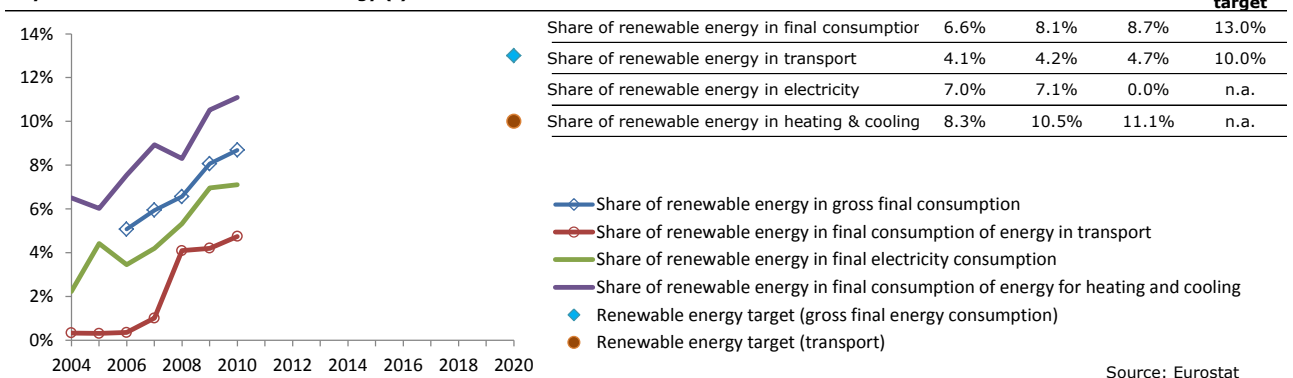 target
Share of renewable energy in final consumption 6.6% 8.1% 8.7% 13.0%
Share of renewable energy in transport 4.1% 4.2% 4.7% 10.0%
Share of renewable energy in electricity 7.0% 7.1% 0.0% n.a.
Share of renewable energy in heating & cooling 8.3% 10.5% 11.1% n.a.
14%
12%
10%
8%
6%
4%
2%
0%
2004 2006 2008 2010 2012 2014 2016 2018 2020
Share of renewable energy in gross final consumption
Share of renewable energy in final consumption of energy in transport
Share of renewable energy in final electricity consumption
Share of renewable energy in final consumption of energy for heating and cooling
Renewable energy target (gross final energy consumption)
Renewable energy target (transport)
Source: Eurostat